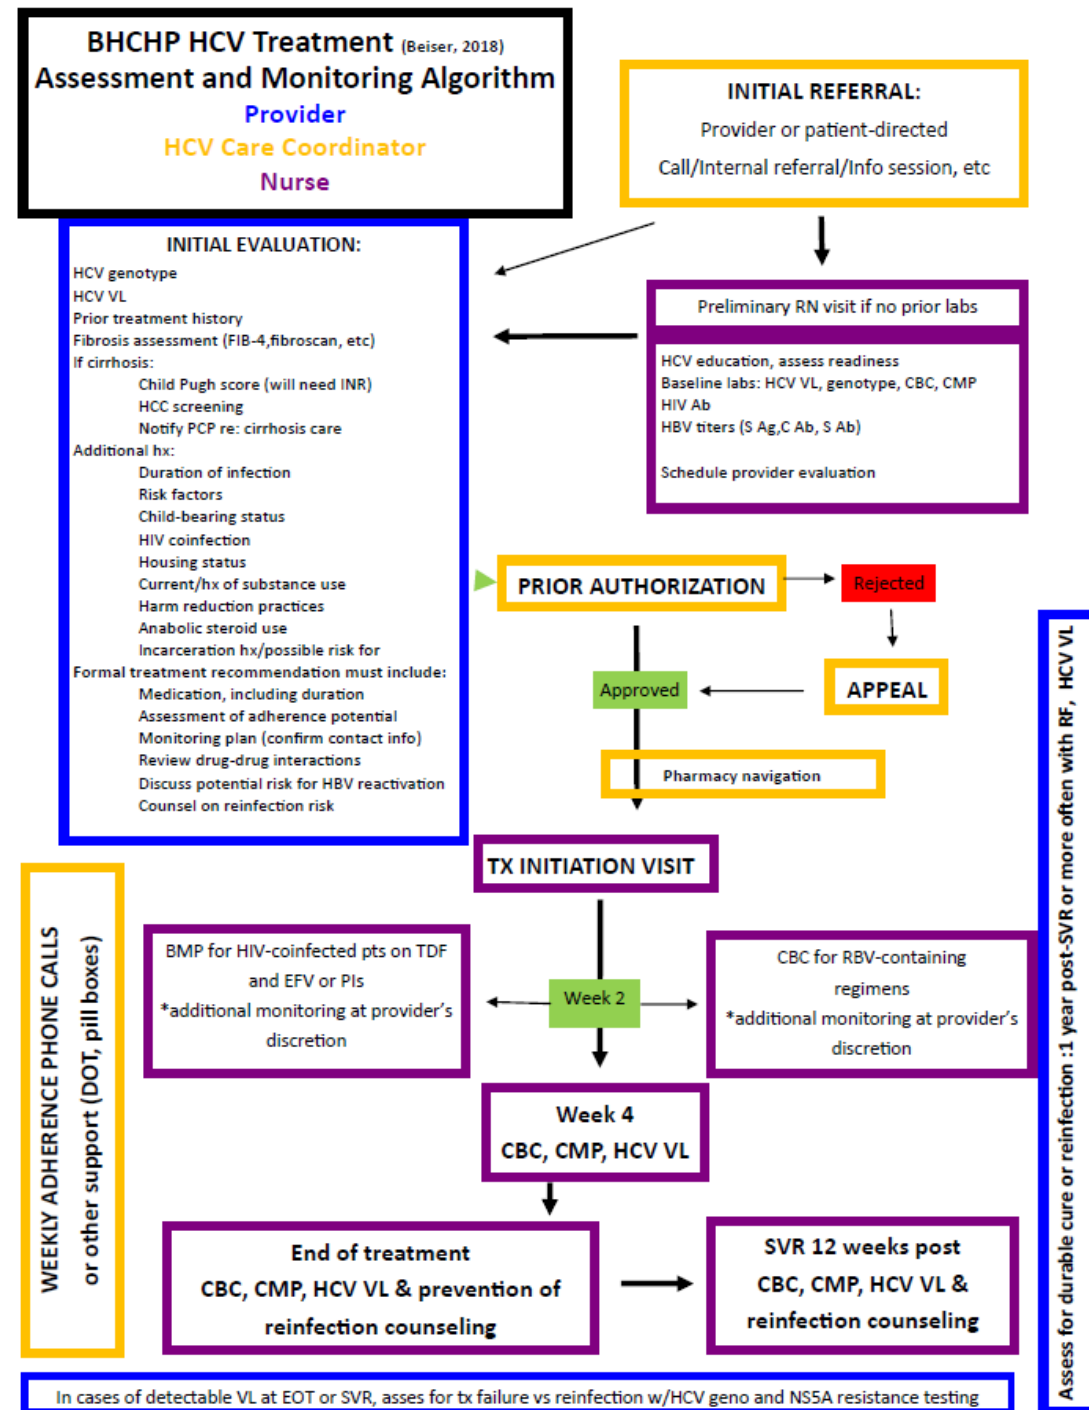 BHCHP HCV Treatment (Beiser, 2018)
Assessment and Monitoring Algorithm
Provider
HCV Care Coordinator
Nurse
INITIAL REFERRAL:
Provider or patient-directed
Call/Internal referral/Info session, etc
INITIAL EVALUATION:
HCV genotype
HCV VL
Prior treatment history
Fibrosis assessment (FIB-4,fibroscan, etc)
If cirrhosis:
Child Pugh score (will need INR)
HCC screening
Notify PCP re: cirrhosis care
Additional hx:
Duration of infection
Risk factors
Child-bearing status
HIV coinfection
Housing status
Current/hx of substance use
Harm reduction practices
Anabolic steroid use
Incarceration hx/possible risk for
Formal treatment recommendation must include:
Medication, including duration
Assessment of adherence potential
Monitoring plan (confirm contact info)
Review drug-drug interactions
Discuss potential risk for HBV reactivation
Counsel on reinfection risk
Preliminary RN visit if no prior labs
HCV education, assess readiness
Baseline labs: HCV VL, genotype, CBC, CMP
HIV Ab
HBV titers (S Ag,C Ab, S Ab)
Schedule provider evaluation
PRIOR AUTHORIZATION
Rejected
APPEAL
Approved
Pharmacy navigation
TX INITIATION VISIT
WEEKLY ADHERENCE PHONE CALLS
or other support (DOT, pill boxes)
BMP for HIV-coinfected pts on TDF
and EFV or PIs
*additional monitoring at provider's
discretion
Week 2
CBC for RBV-containing
regimens
*additional monitoring at provider's
discretion
Week 4
CBC, CMP, HCV VL
End of treatment
CBC, CMP, HCV VL & prevention of
reinfection counseling
SVR 12 weeks post
CBC, CMP, HCV VL &
reinfection counseling
Assess for durable cure or reinfection :1 year post-SVR or more often with RF, HCV VL
In cases of detectable VL at EOT or SVR, asses for tx failure vs reinfection w/HCV geno and NS5A resistance testing